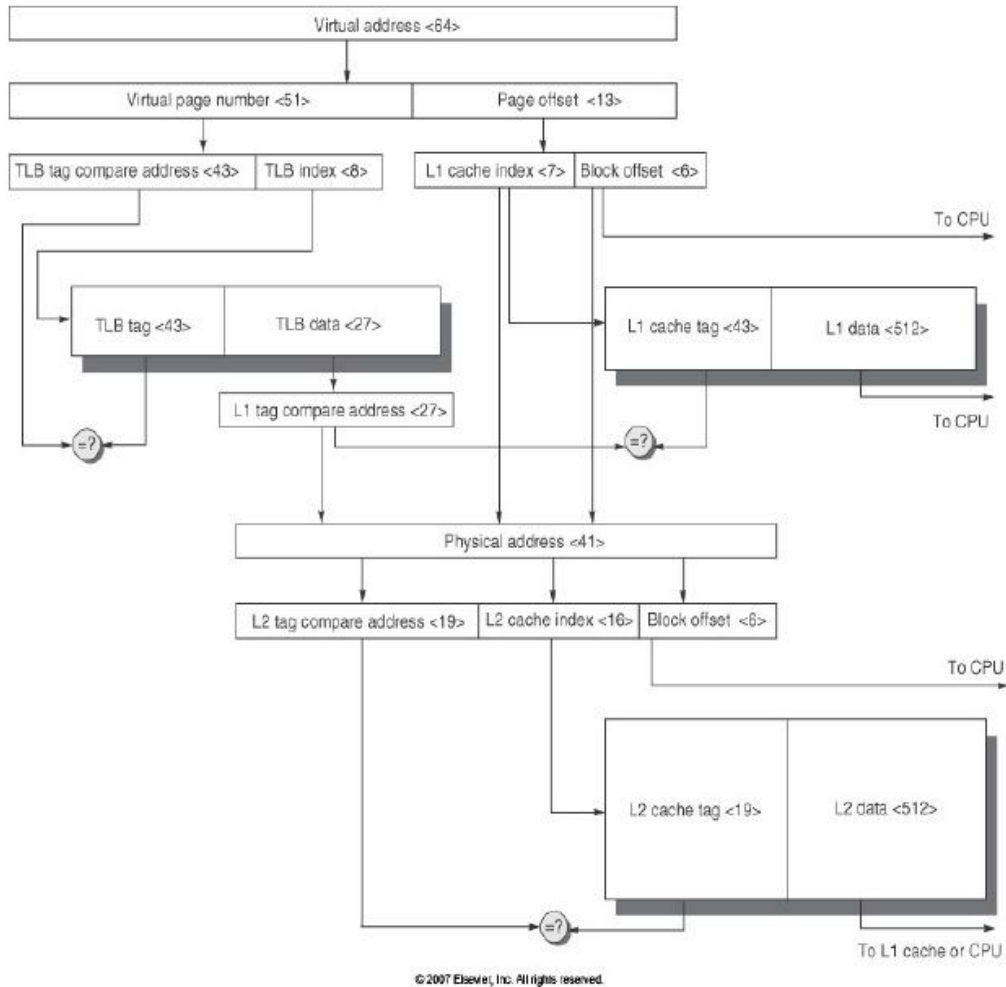 Virtual address <64>
Virtual page number <51> Page offset <13>
TLB tag compare address <43> TLB index <8> L1 cache index <7> Block offset <6>
To CPU
TLB tag <43> TLB data <27> L1 cache tag <43> L1 data <512>
L1 tag compare address <27> To CPU
=? =?
Physical address <41>
L2 tag compare address <19> L2 cache index <16> Block offset <6>
To CPU
L2 cache tag <19> L2 data <512>
=?
To L1 cache or CPU
© 2007 Elsevier, Inc. All rights reserved.